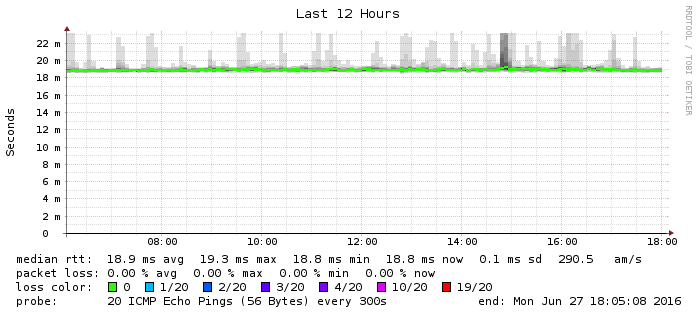 Last 12 Hours
RRDTOOL / TOBI OETIKER
Seconds
22 m
20 m
18 m
16 m
14 m
12 m
10 m
8 m
6 m
4 m
2 m
0
08:00 10:00 12:00 14:00 16:00 18:00
median rtt: 18.9 ms avg 19.3 ms max 18.8 ms min 18.8 ms now 0.1 ms sd 290.5 am/s
packet loss: 0.00 % avg 0.00 % max 0.00 % min 0.00 % now
loss color: 0 1/20 2/20 3/20 4/20 10/20 19/20
probe: 20 ICMP Echo Pings (56 Bytes) every 300s end: Mon Jun 27 18:05:08 2016